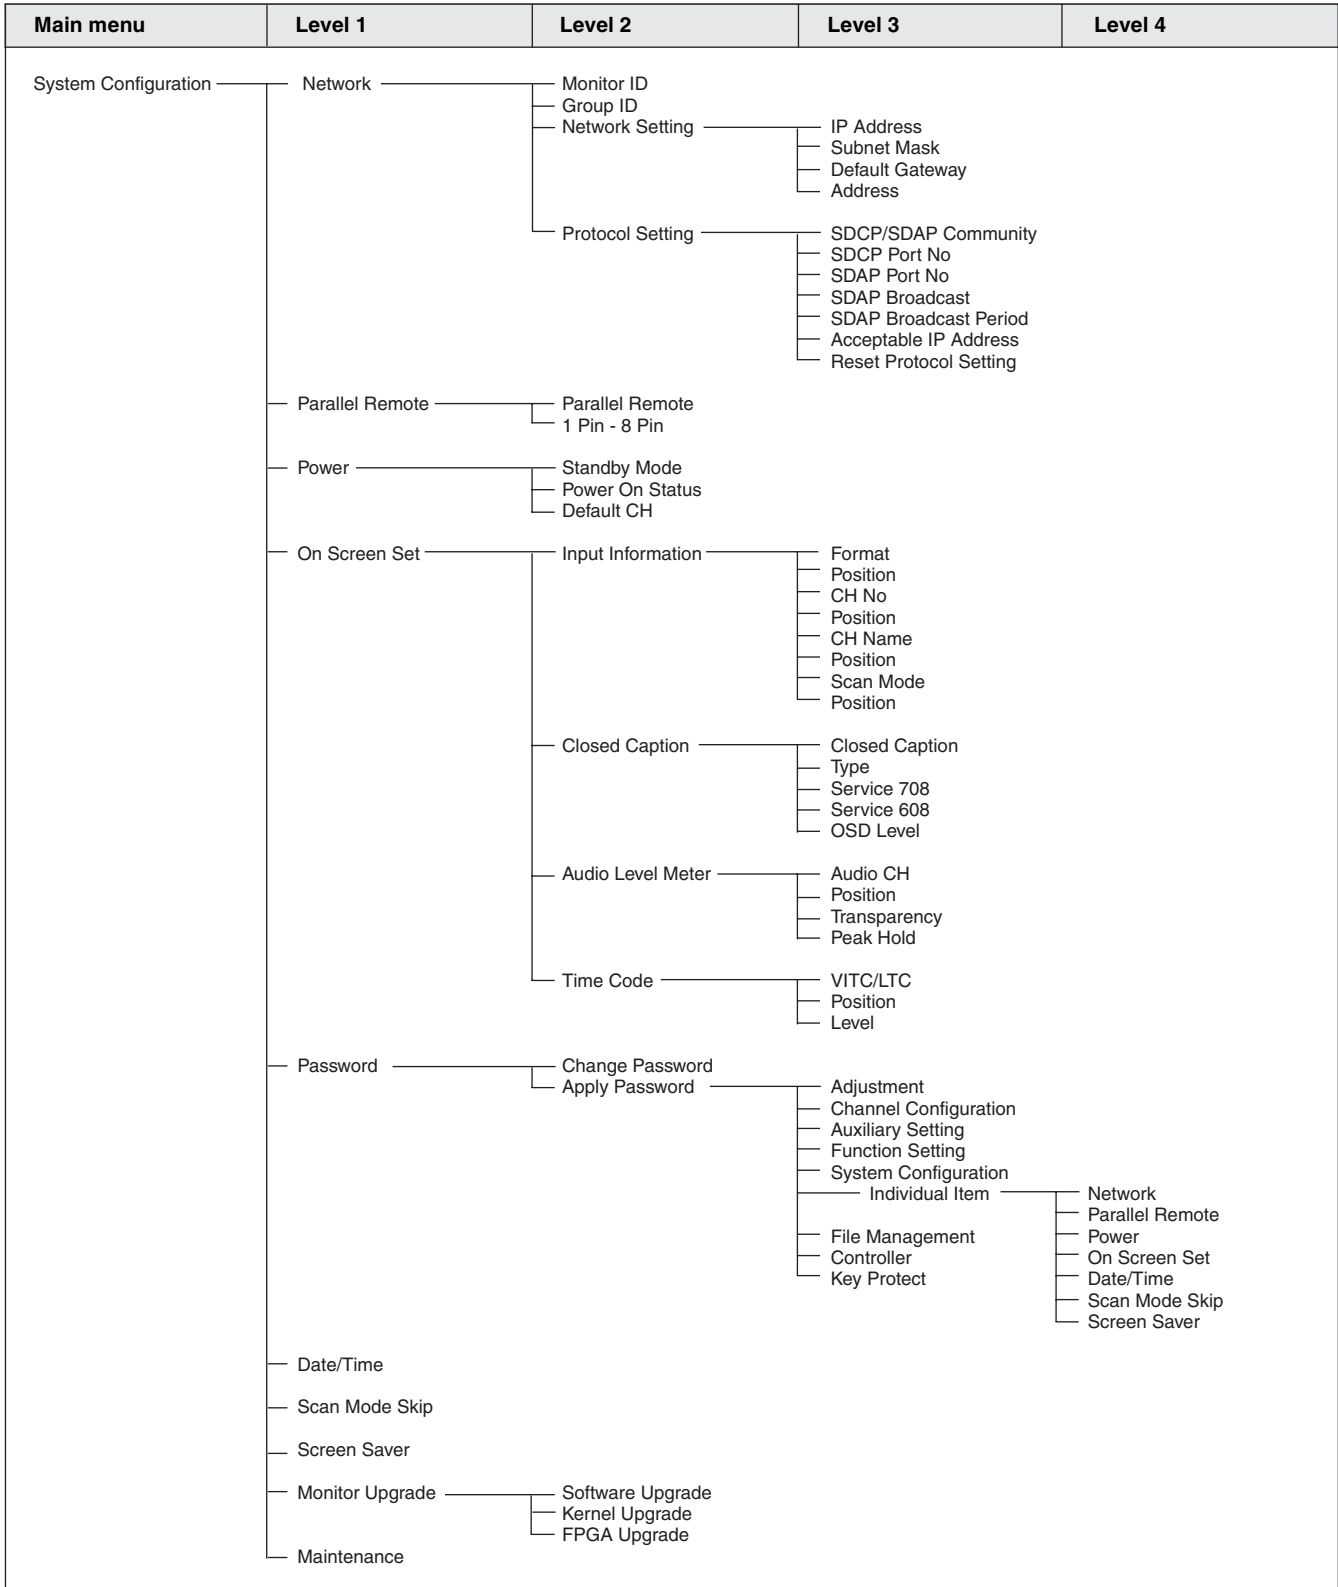 Main menu Level 1 Level 2 Level 3 Level 4
System Configuration Network Monitor ID
Group ID
Network Setting IP Address
Subnet Mask
Default Gateway
Address
Protocol Setting SDCP/SDAP Community
SDCP Port No
SDAP Port No
SDAP Broadcast
SDAP Broadcast Period
Acceptable IP Address
Reset Protocol Setting
Parallel Remote Parallel Remote
1 Pin - 8 Pin
Power Standby Mode
Power On Status
Default CH
On Screen Set Input Information Format
Position
CH No
Position
CH Name
Position
Scan Mode
Position
Closed Caption Closed Caption
Type
Service 708
Service 608
OSD Level
Audio Level Meter Audio CH
Position
Transparency
Peak Hold
Time Code VITC/LTC
Position
Level
Password Change Password
Apply Password Adjustment
Channel Configuration
Auxiliary Setting
Function Setting
System Configuration
Individual Item Network
Parallel Remote
File Management Power
Controller On Screen Set
Key Protect Date/Time
Scan Mode Skip
Screen Saver
Date/Time
Scan Mode Skip
Screen Saver
Monitor Upgrade Software Upgrade
Kernel Upgrade
FPGA Upgrade
Maintenance